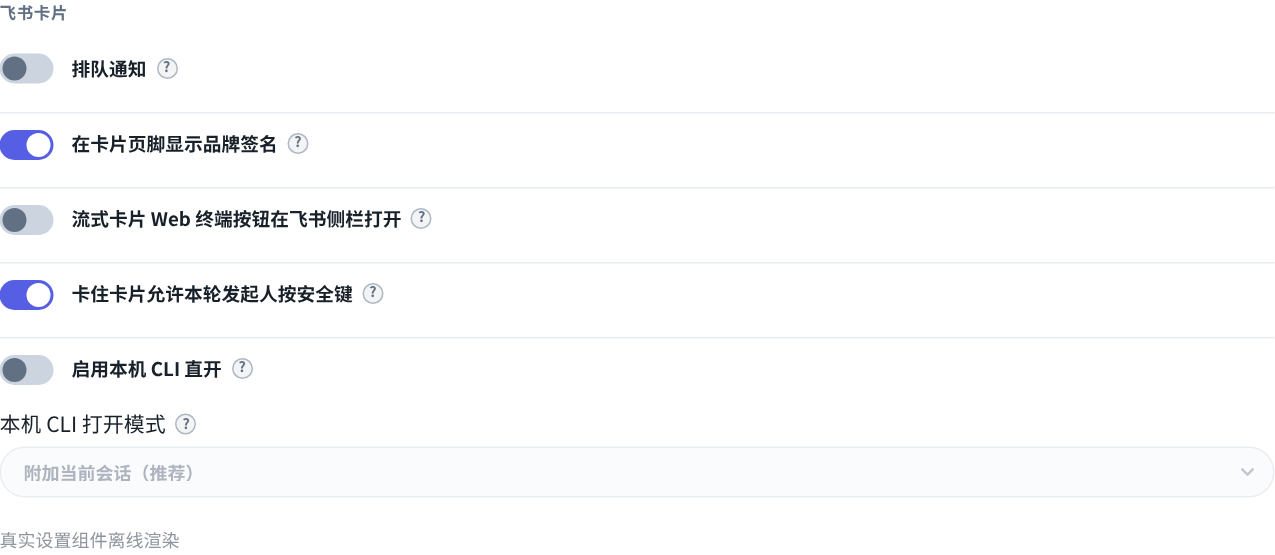 飞书卡片
排队通知 ?
在卡片页脚显示品牌签名 ?
流式卡片 Web 终端按钮在飞书侧栏打开 ?
卡住卡片允许本轮发起人按安全键 ?
启用本机 CLI 直开 ?
本机 CLI 打开模式 ?
附加当前会话（推荐）
真实设置组件离线渲染